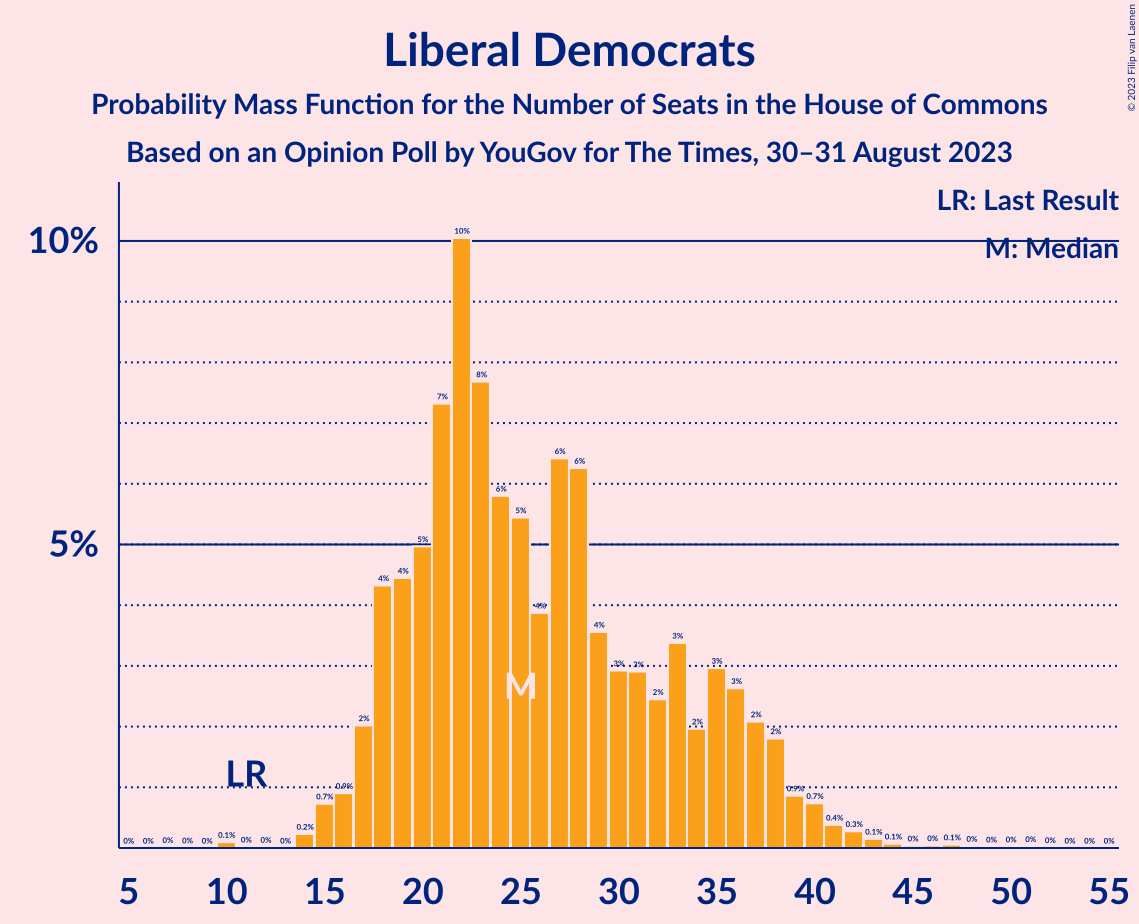 © 2023 Filip van Laenen
Liberal Democrats
Probability Mass Function for the Number of Seats in the House of Commons
Based on an Opinion Poll by YouGov for The Times, 30–31 August 2023
LR: Last Result
M: Median
10%
5%
0% 0% 0% 0% 0% 0.1% 0% 0% 0% 0.2% 0.7% 0.9% 2% 4% 4% 5% 7% 10% 8% 6% 5% 4% 6% 6% 4% 3% 3% 2% 3% 2% 3% 3% 2% 2% 0.9% 0.7% 0.4% 0.3% 0.1% 0.1% 0% 0% 0.1% 0% 0% 0% 0% 0% 0% 0% 0%
LR
M
5 10 15 20 25 30 35 40 45 50 55